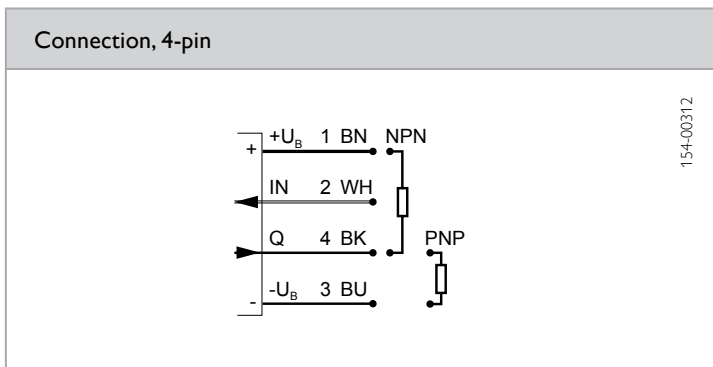 Connection, 4-pin
154-00312
+U_B 1 BN NPN
+
IN 2 WH
Q 4 BK PNP
-U_B 3 BU
-